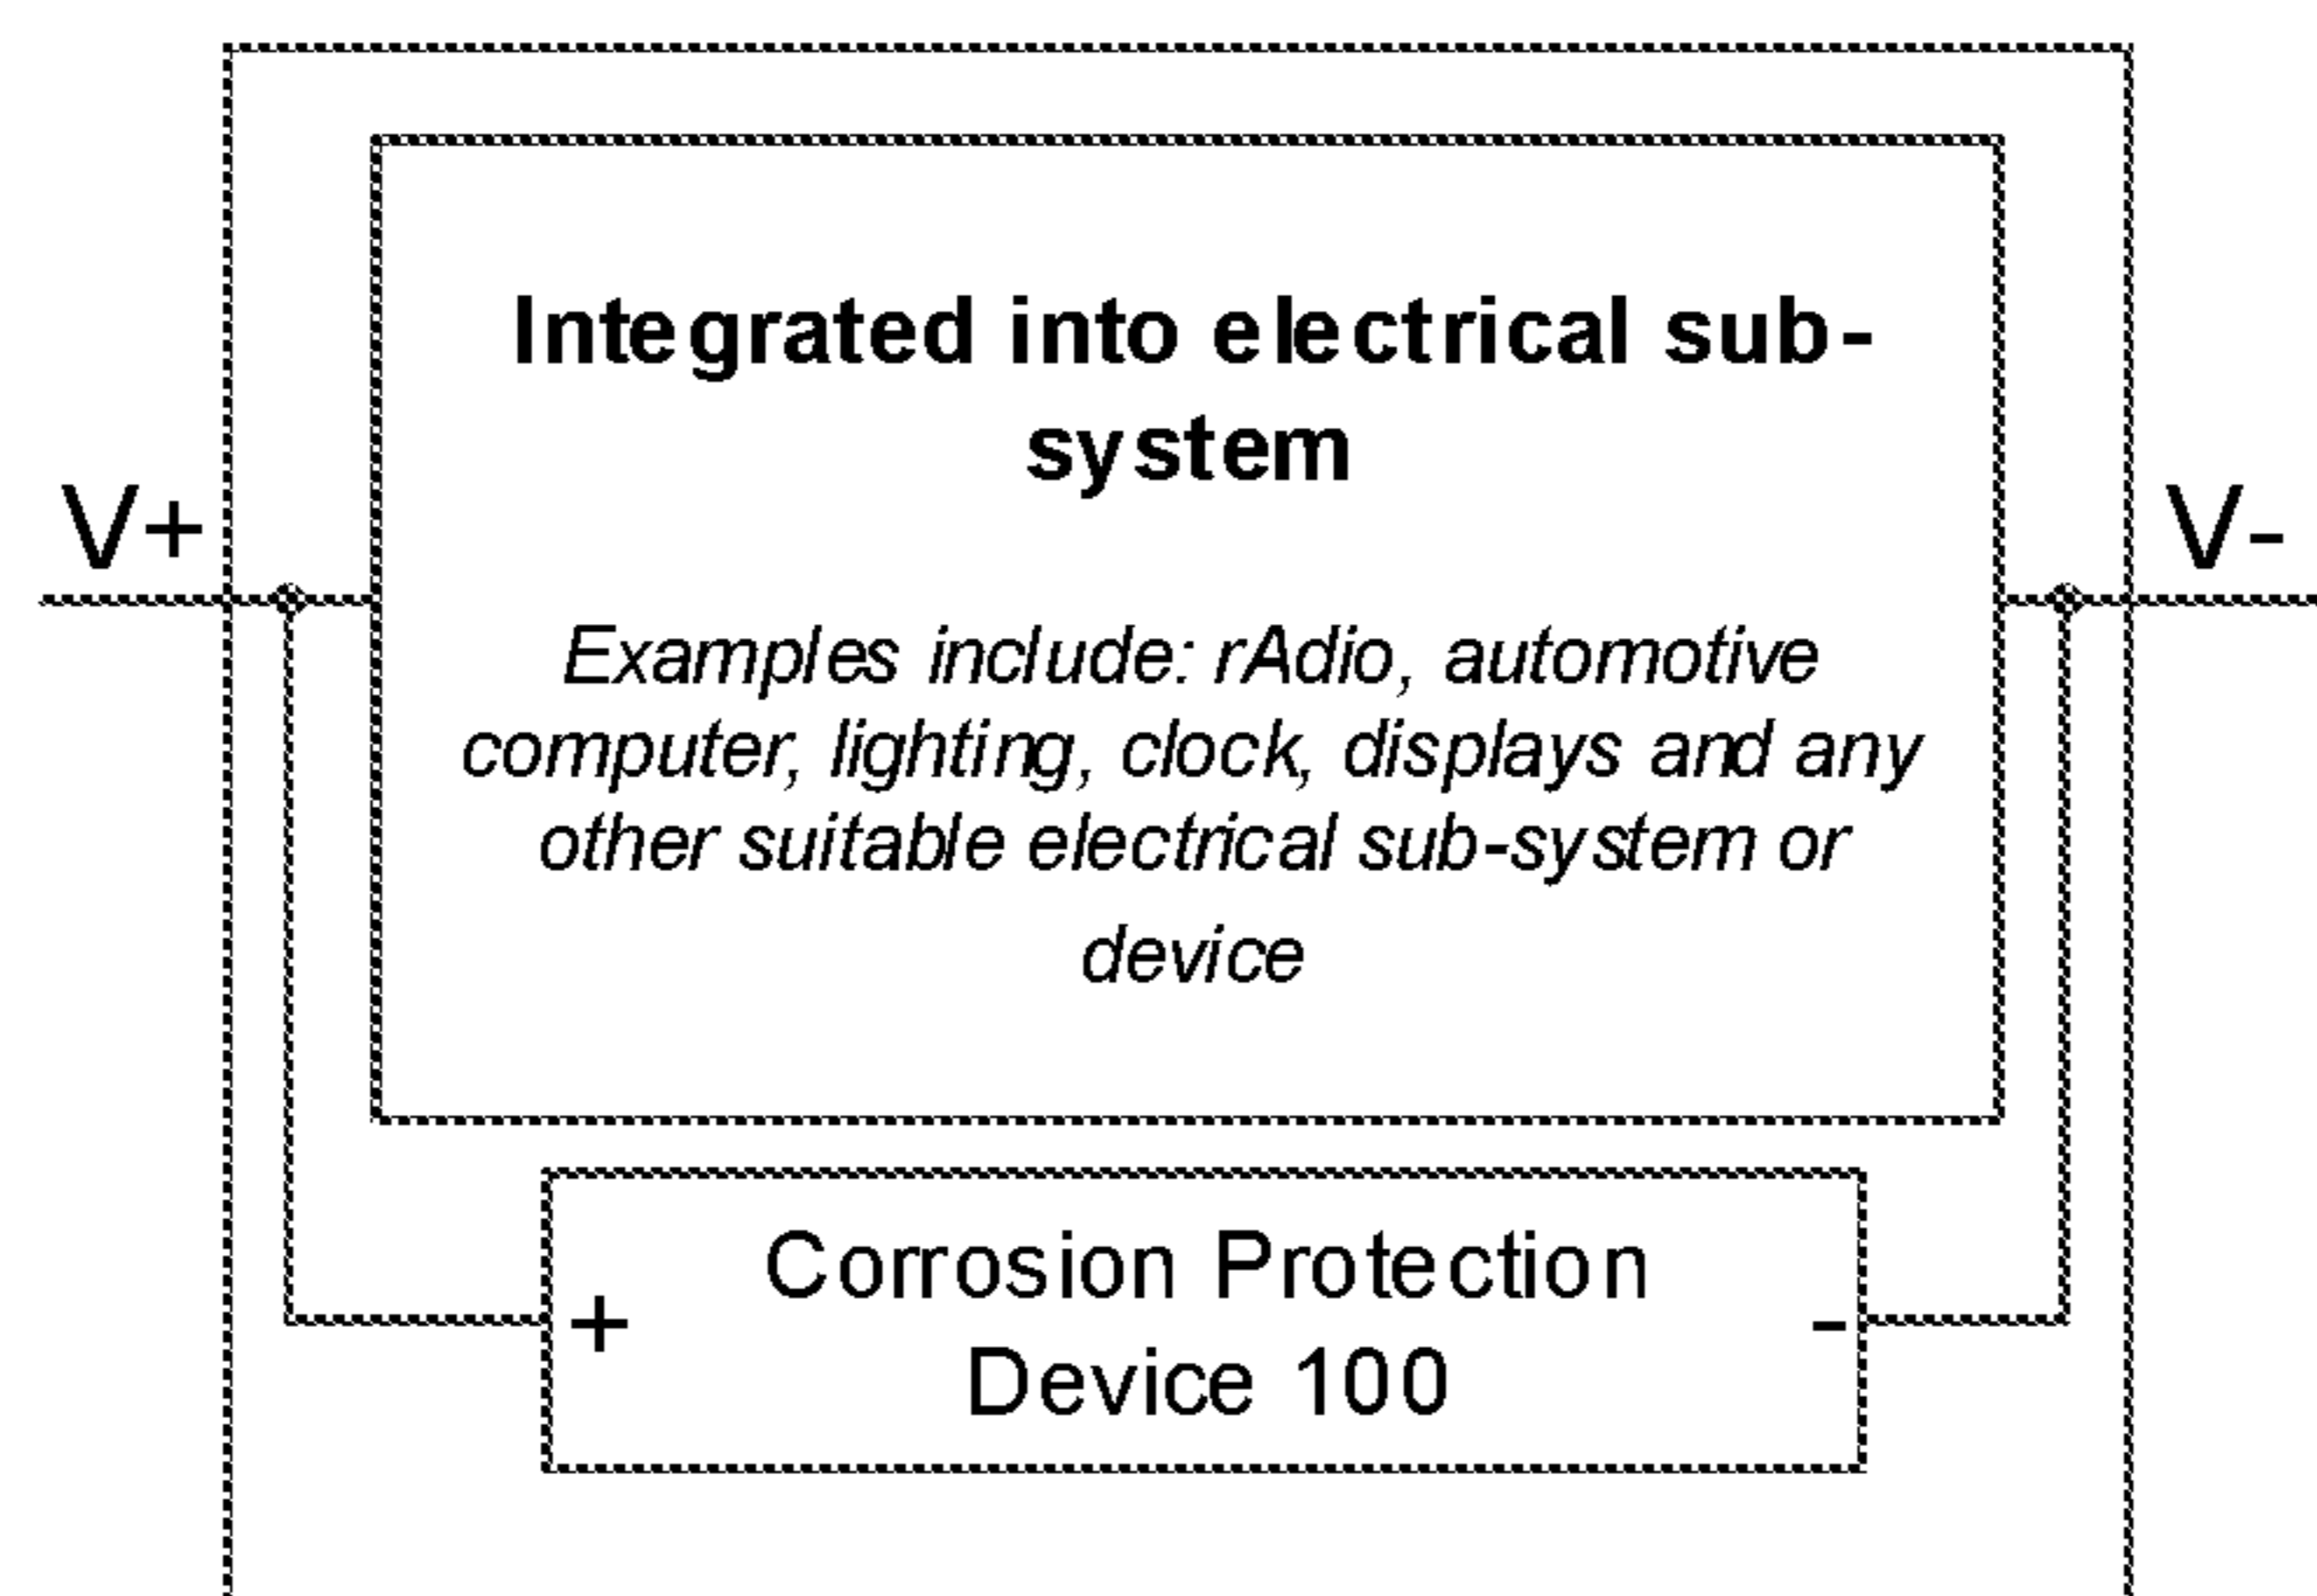 Integrated into electrical sub-
system
V+
V-
Examples include: rAdio, automotive
computer, lighting, clock, displays and any
other suitable electrical sub-system or
device
Corrosion Protection
+
-
Device 100